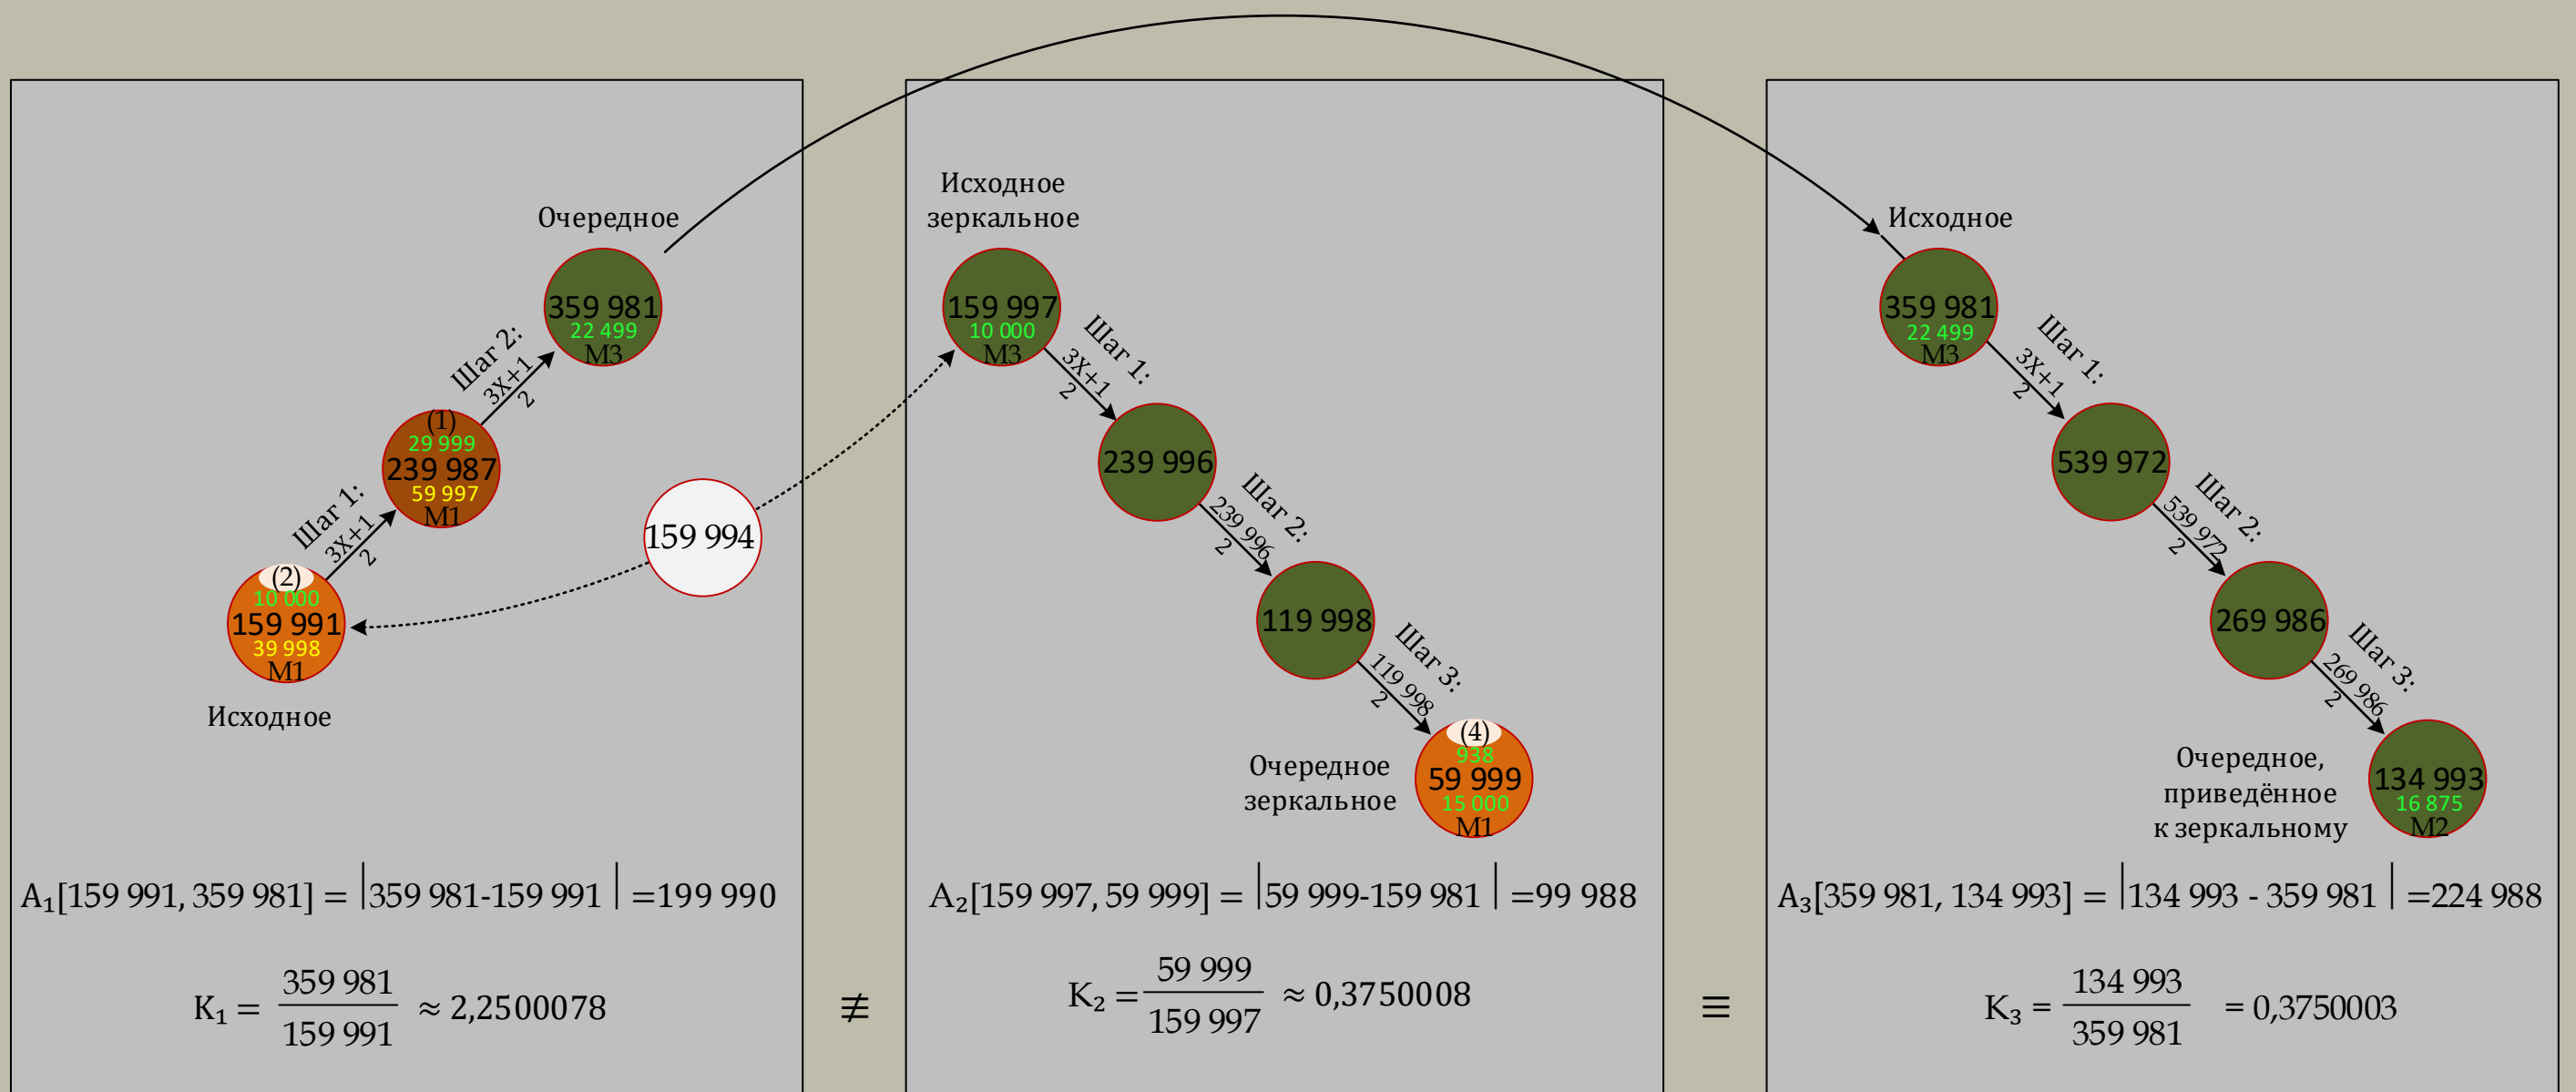 Очередное
359 981
22 499
М3
Шаг 2:
3X+1
2
(1)
29 999
239 987
59 997
М1
Шаг 1:
3X+1
2
(2)
10 000
159 991
39 998
М1
Исходное
159 994
A₁[159 991, 359 981] = |359 981-159 991 | =199 990
K₁ = 359 981
159 991
≈ 2,2500078
≢
Исходное
зеркальное
159 997
10 000
М3
Шаг 1:
3X+1
2
239 996
Шаг 2:
239 996
2
119 998
Шаг 3:
119 998
2
Очередное
зеркальное
(4)
938
59 999
15 000
М1
A₂[159 997, 59 999] = |59 999-159 981 | =99 988
K₂ = 59 999
159 997
≈ 0,3750008
≡
Исходное
359 981
22 499
М3
Шаг 1:
3X+1
2
539 972
Шаг 2:
539 972
2
269 986
Шаг 3:
269 986
2
Очередное,
приведённое
к зеркальному
134 993
16 875
М2
A₃[359 981, 134 993] = |134 993 - 359 981 | =224 988
K₃ = 134 993
359 981
= 0,3750003